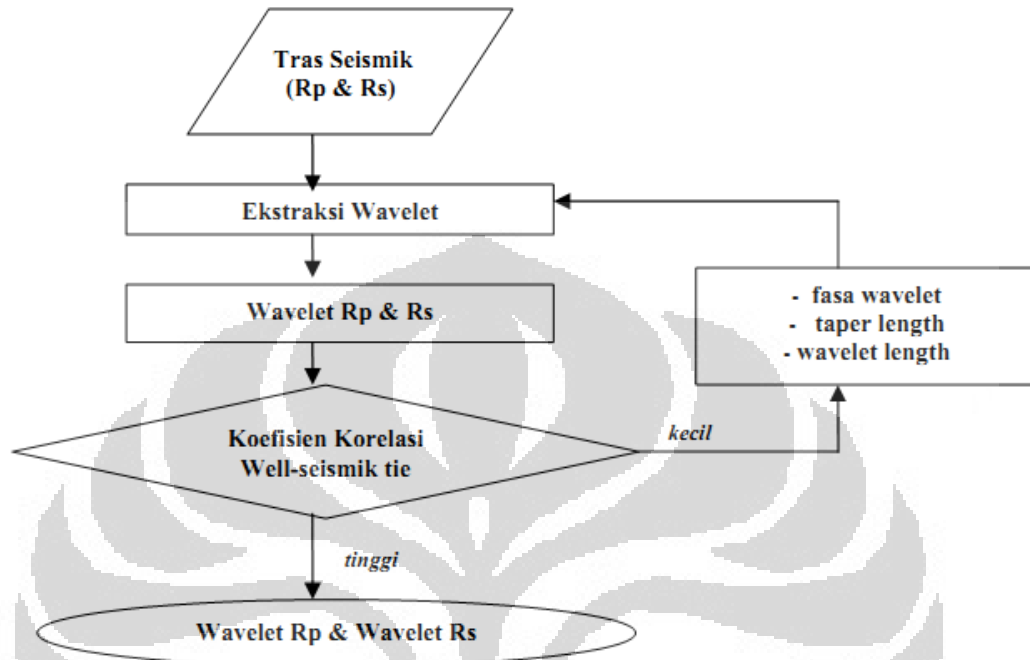 Tras Seismik
(Rp & Rs)
Ekstraksi Wavelet
Wavelet Rp & Rs
- fasa wavelet
- taper length
- wavelet length
Koefisien Korelasi
Well-seismik tie
kecil
tinggi
Wavelet Rp & Wavelet Rs